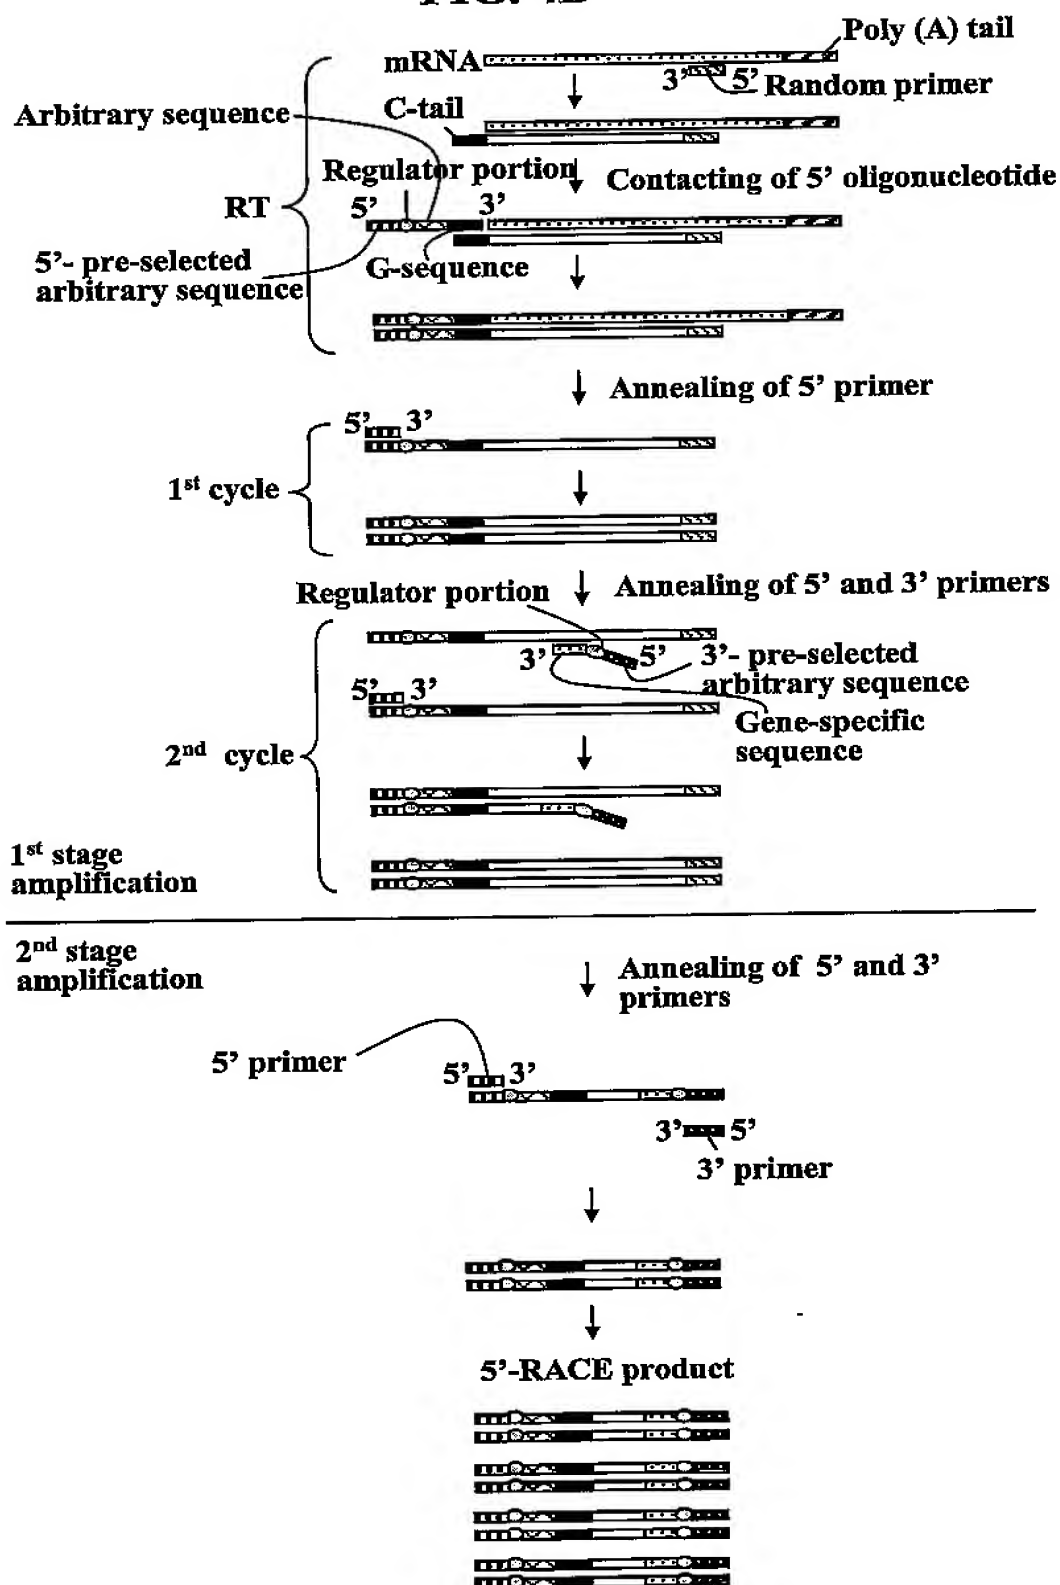 Poly (A) tail
mRNA
3’ 5’ Random primer
Arbitrary sequence
C-tail
Regulator portion
Contacting of 5’ oligonucleotide
RT
5’ 3’
5’- pre-selected
arbitrary sequence
G-sequence
Annealing of 5’ primer
5’ 3’
1st cycle
Annealing of 5’ and 3’ primers
Regulator portion
3’ 5’
3’- pre-selected
arbitrary sequence
5’ 3’
Gene-specific
sequence
2nd cycle
1st stage
amplification
2nd stage
amplification
Annealing of 5’ and 3’
primers
5’ primer
5’ 3’
3’ 5’
3’ primer
5’-RACE product